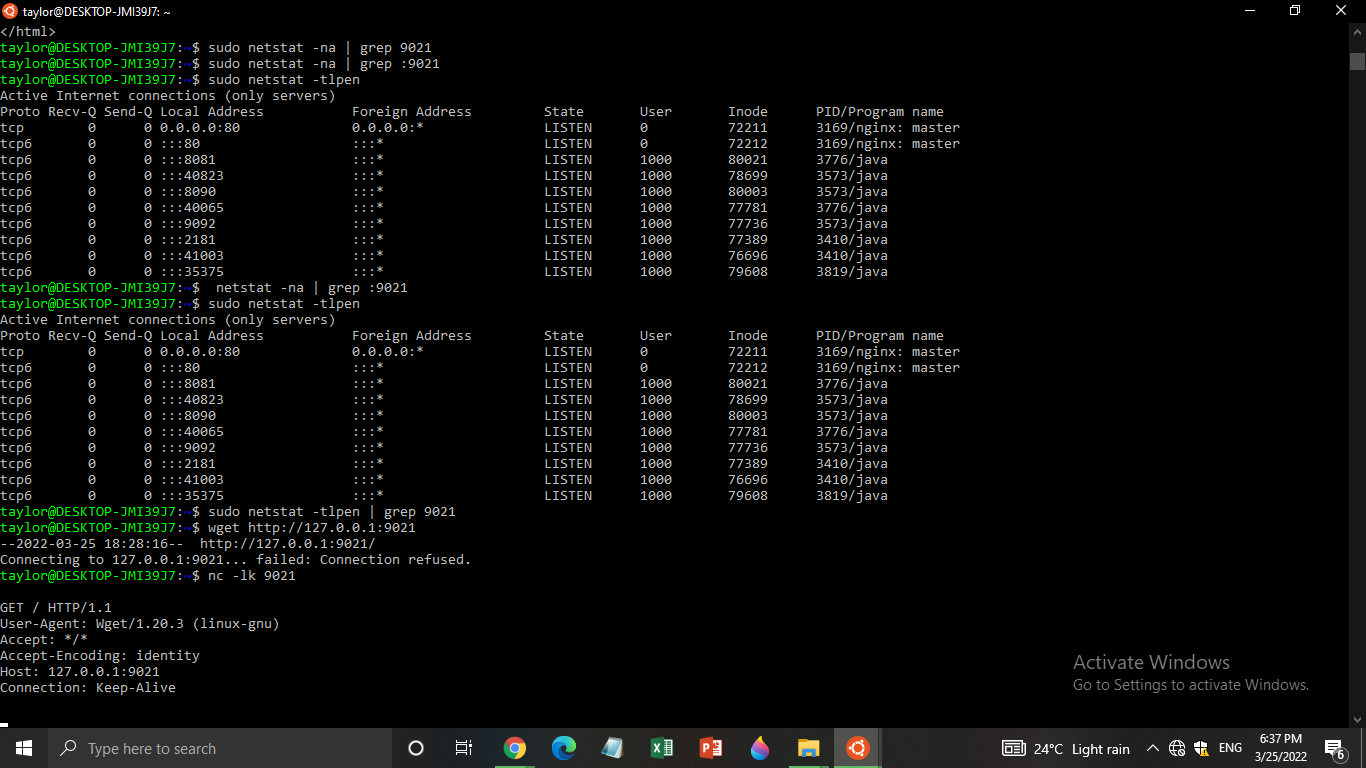 taylor@DESKTOP-JMI39J7: ~
</html>
taylor@DESKTOP-JMI39J7:~$ sudo netstat -na | grep 9021
taylor@DESKTOP-JMI39J7:~$ sudo netstat -na | grep :9021
taylor@DESKTOP-JMI39J7:~$ sudo netstat -tlpen
Active Internet connections (only servers)
Proto Recv-Q Send-Q Local Address           Foreign Address         State       User       Inode      PID/Program name
tcp        0      0 0.0.0.0:80              0.0.0.0:*               LISTEN      0          72211      3169/nginx: master
tcp6       0      0 :::80                   :::*                    LISTEN      0          72212      3169/nginx: master
tcp6       0      0 :::8081                 :::*                    LISTEN      1000       80021      3776/java
tcp6       0      0 :::40823                :::*                    LISTEN      1000       78699      3573/java
tcp6       0      0 :::8090                 :::*                    LISTEN      1000       80003      3573/java
tcp6       0      0 :::40065                :::*                    LISTEN      1000       77781      3776/java
tcp6       0      0 :::9092                 :::*                    LISTEN      1000       77736      3573/java
tcp6       0      0 :::2181                 :::*                    LISTEN      1000       77389      3410/java
tcp6       0      0 :::41003                :::*                    LISTEN      1000       76696      3410/java
tcp6       0      0 :::35375                :::*                    LISTEN      1000       79608      3819/java
taylor@DESKTOP-JMI39J7:~$  netstat -na | grep :9021
taylor@DESKTOP-JMI39J7:~$ sudo netstat -tlpen
Active Internet connections (only servers)
Proto Recv-Q Send-Q Local Address           Foreign Address         State       User       Inode      PID/Program name
tcp        0      0 0.0.0.0:80              0.0.0.0:*               LISTEN      0          72211      3169/nginx: master
tcp6       0      0 :::80                   :::*                    LISTEN      0          72212      3169/nginx: master
tcp6       0      0 :::8081                 :::*                    LISTEN      1000       80021      3776/java
tcp6       0      0 :::40823                :::*                    LISTEN      1000       78699      3573/java
tcp6       0      0 :::8090                 :::*                    LISTEN      1000       80003      3573/java
tcp6       0      0 :::40065                :::*                    LISTEN      1000       77781      3776/java
tcp6       0      0 :::9092                 :::*                    LISTEN      1000       77736      3573/java
tcp6       0      0 :::2181                 :::*                    LISTEN      1000       77389      3410/java
tcp6       0      0 :::41003                :::*                    LISTEN      1000       76696      3410/java
tcp6       0      0 :::35375                :::*                    LISTEN      1000       79608      3819/java
taylor@DESKTOP-JMI39J7:~$ sudo netstat -tlpen | grep 9021
taylor@DESKTOP-JMI39J7:~$ wget http://127.0.0.1:9021
--2022-03-25 18:28:16--  http://127.0.0.1:9021/
Connecting to 127.0.0.1:9021... failed: Connection refused.
taylor@DESKTOP-JMI39J7:~$ nc -lk 9021
GET / HTTP/1.1
User-Agent: Wget/1.20.3 (linux-gnu)
Accept: */*
Accept-Encoding: identity
Host: 127.0.0.1:9021
Connection: Keep-Alive
Activate Windows
Go to Settings to activate Windows.
Type here to search
24°C Light rain
ENG
6:37 PM
3/25/2022
6